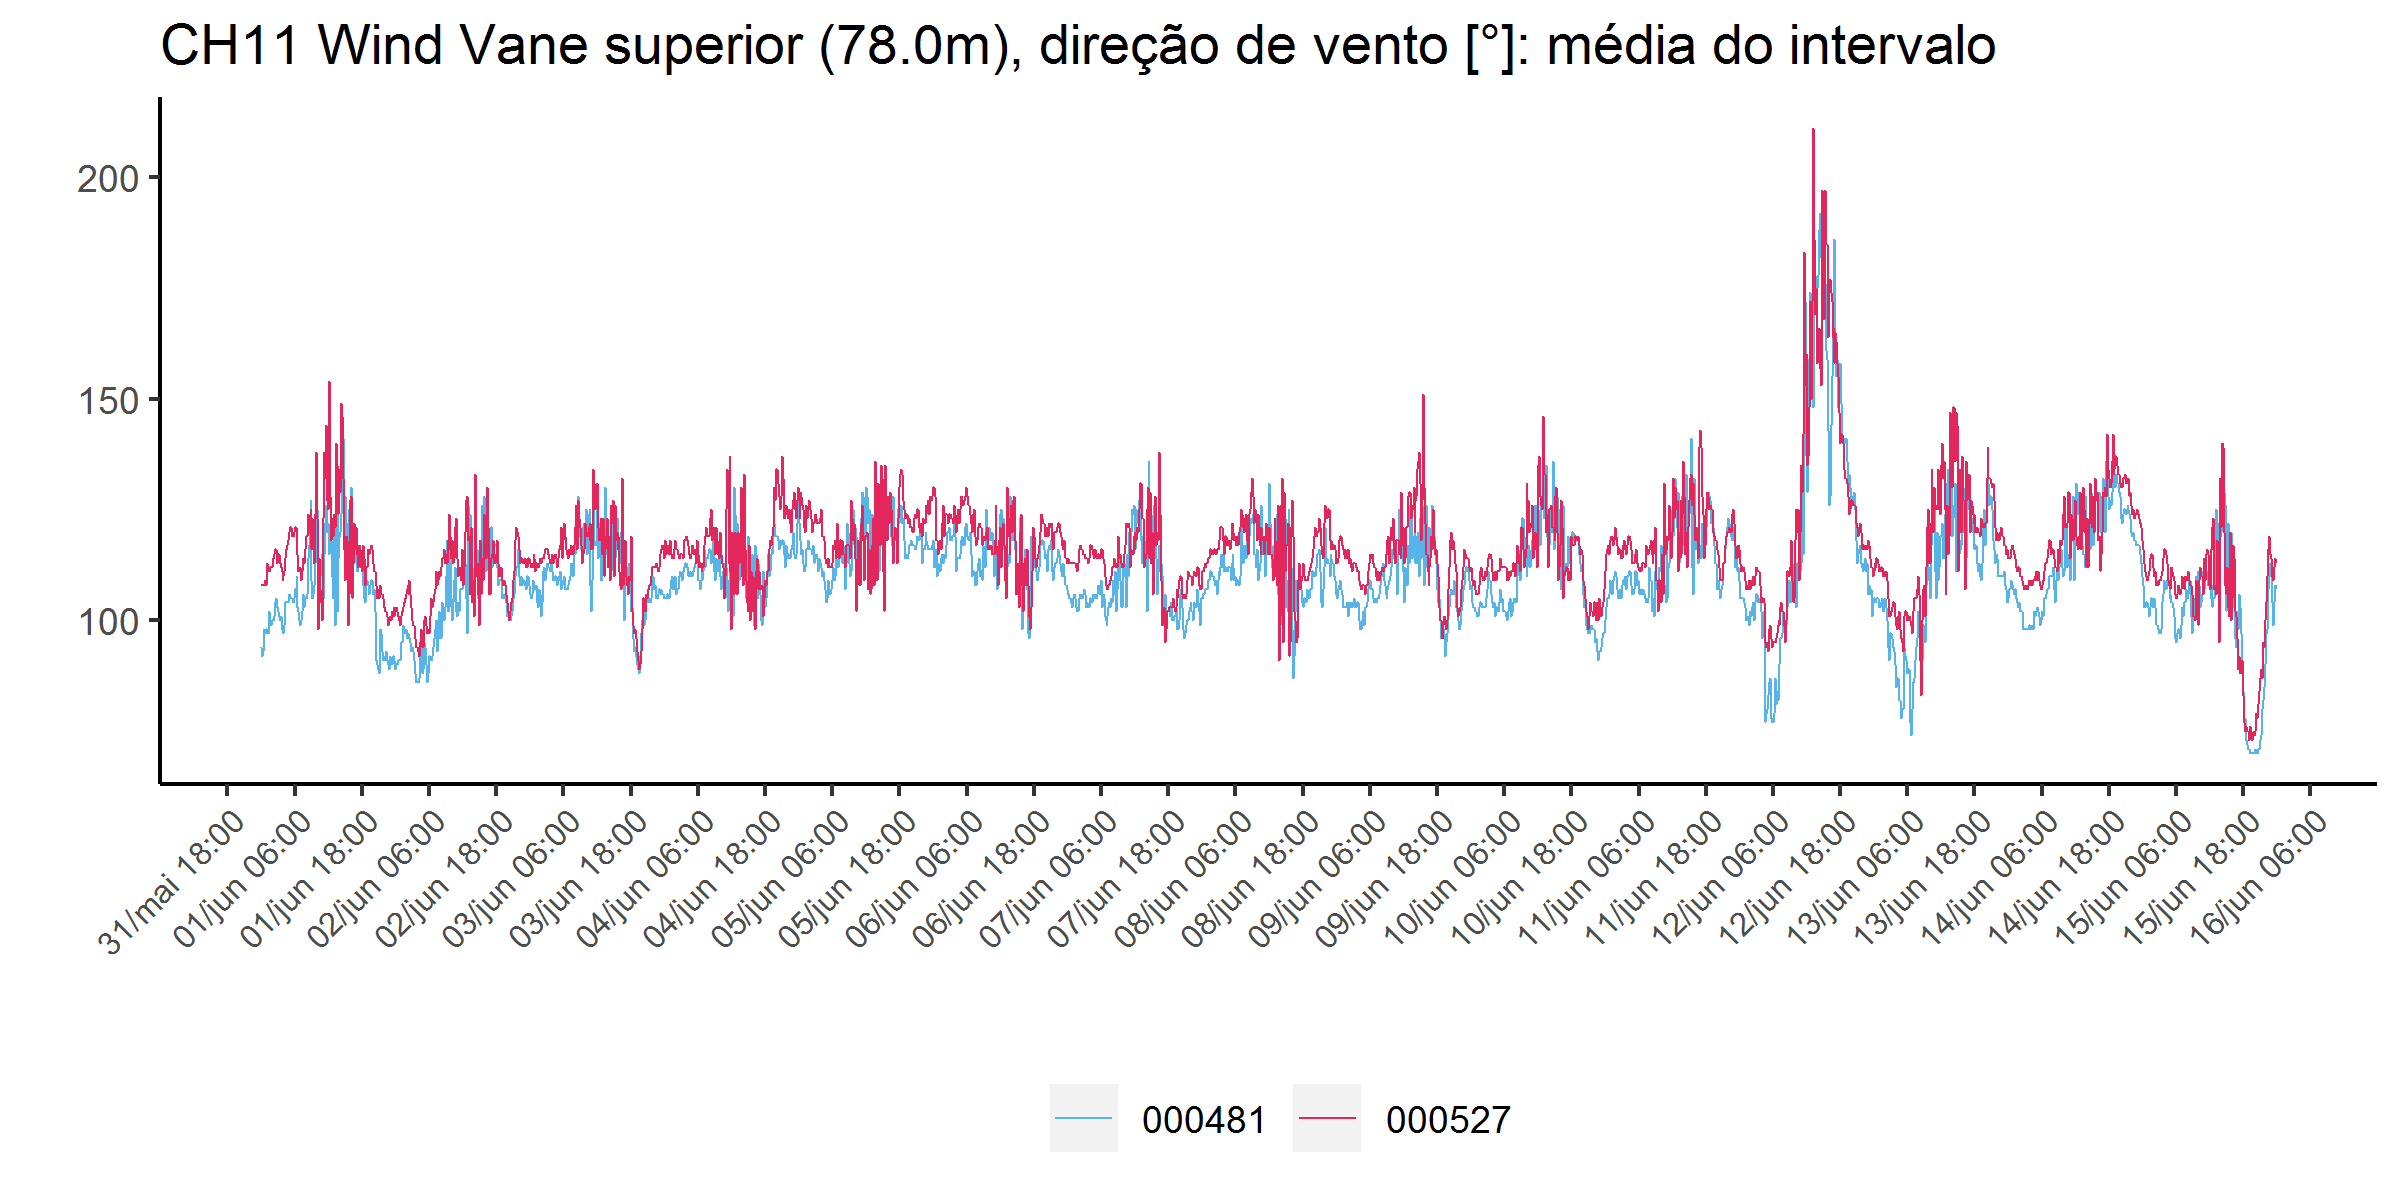 CH11 Wind Vane superior (78.0m), direção de vento [°]: média do intervalo
200
150
100
31/mai 18:00
01/jun 06:00
01/jun 18:00
02/jun 06:00
02/jun 18:00
03/jun 06:00
03/jun 18:00
04/jun 06:00
04/jun 18:00
05/jun 06:00
05/jun 18:00
06/jun 06:00
06/jun 18:00
07/jun 06:00
07/jun 18:00
08/jun 06:00
08/jun 18:00
09/jun 06:00
09/jun 18:00
10/jun 06:00
10/jun 18:00
11/jun 06:00
11/jun 18:00
12/jun 06:00
12/jun 18:00
13/jun 06:00
13/jun 18:00
14/jun 06:00
14/jun 18:00
15/jun 06:00
15/jun 18:00
16/jun 06:00
000481
000527